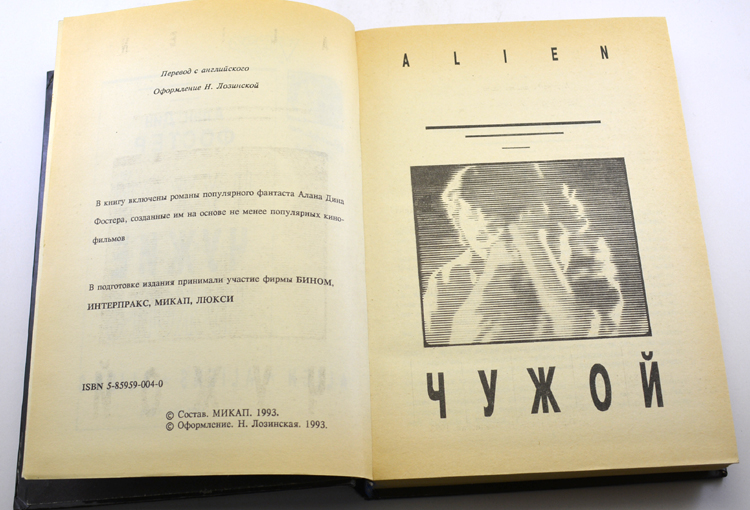 Перевод с английского
Оформление Н. Лозинской
В книгу включены романы популярного фантаста Алана Дина
Фостера, созданные им на основе не менее популярных кино-
фильмов
В подготовке издания принимали участие фирмы БИНОМ,
ИНТЕРПРАКС, МИКАП, ЛЮКСИ
ISBN 5-85959-004-0
© Состав. МИКАП. 1993.
© Оформление. Н. Лозинская. 1993.
ALIEN
ЧУЖОЙ